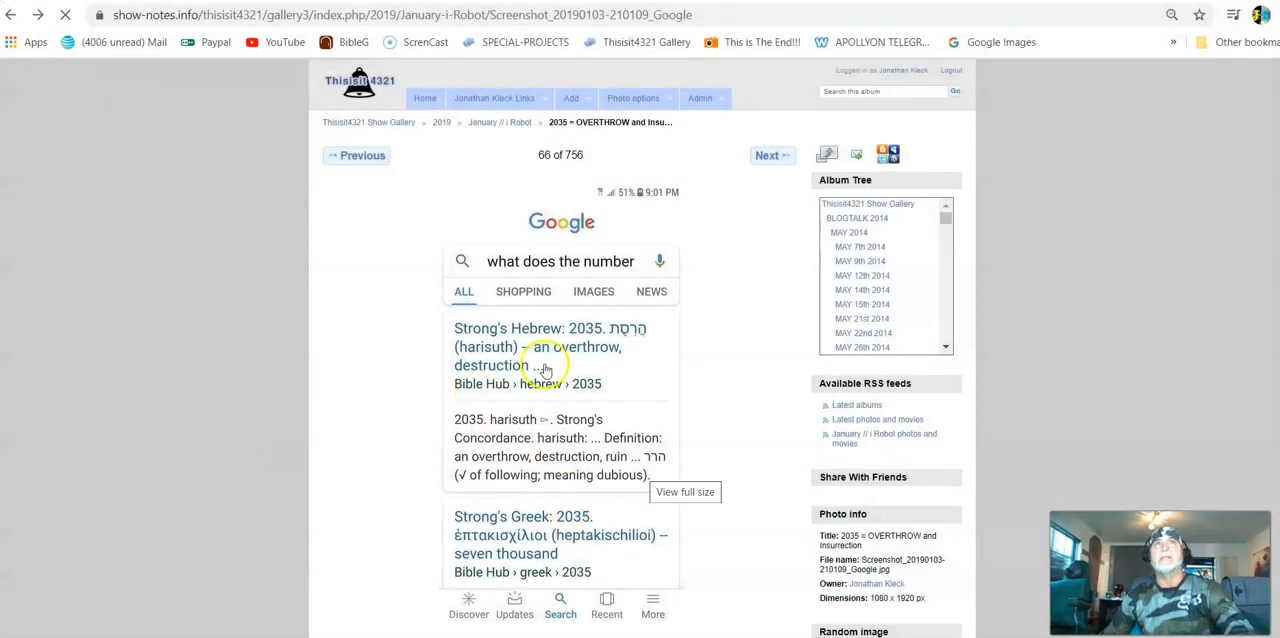 show-notes.info/thisisit4321/gallery3/index.php/2019/January-i-Robot/Screenshot_20190103-210109_Google
Apps
(4006 unread) Mail
Paypal
YouTube
BibleG
ScrenCast
SPECIAL-PROJECTS
Thisisit4321 Gallery
This is The End!!!
APOLLYON TELEGR...
Google Images
»
Other bookma
Thisisit 4321
Logged in as Jonathan Kleck
Logout
Search this album
Go
Home
Jonathan Kleck Links
Add
Photo options
Admin
Thisisit4321 Show Gallery
2019
January // i Robot
2035 = OVERTHROW and Insu...
Previous
66 of 756
Next
51% 9:01 PM
Google
what does the number
ALL
SHOPPING
IMAGES
NEWS
Strong's Hebrew: 2035. הֲרִסֻת
(harisuth) -- an overthrow,
destruction ...
Bible Hub › hebrew › 2035
2035. harisuth ▻. Strong's
Concordance. harisuth: ... Definition:
an overthrow, destruction, ruin ... הרר
(√ of following; meaning dubious).
View full size
Strong's Greek: 2035.
ἑπτακισχίλιοι (heptakischilioi) --
seven thousand
Bible Hub › greek › 2035
Discover
Updates
Search
Recent
More
Album Tree
Thisisit4321 Show Gallery
BLOGTALK 2014
MAY 2014
MAY 7th 2014
MAY 9th 2014
MAY 12th 2014
MAY 14th 2014
MAY 15th 2014
MAY 21st 2014
MAY 22nd 2014
MAY 26th 2014
Available RSS feeds
Latest albums
Latest photos and movies
January // i Robot photos and
movies
Share With Friends
Photo info
Title: 2035 = OVERTHROW and
Insurrection
File name: Screenshot_20190103-
210109_Google.jpg
Owner: Jonathan Kleck
Dimensions: 1080 x 1920 px
Random image